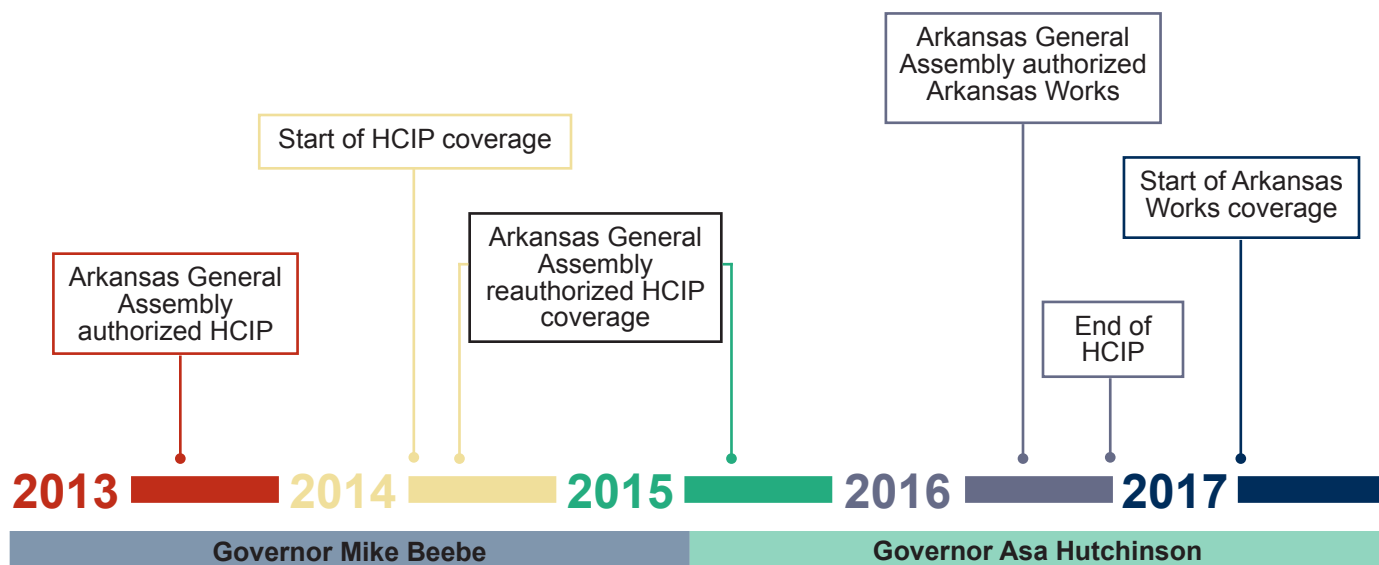 Arkansas General
Assembly authorized
Arkansas Works
Start of HCIP coverage
Start of Arkansas
Works coverage
Arkansas General
Assembly
reauthorized HCIP
coverage
Arkansas General
Assembly
authorized HCIP
End of
HCIP
2013 2014 2015 2016 2017
Governor Mike Beebe Governor Asa Hutchinson